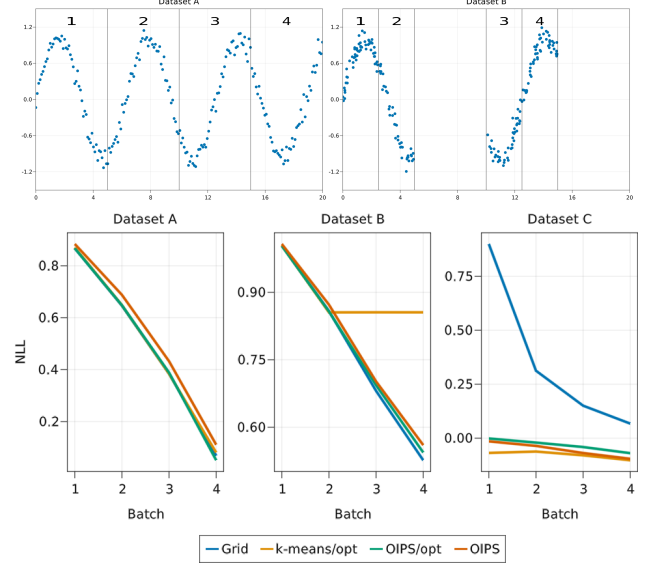 Dataset A
Dataset B
1 2 3 4
1 2 3 4
1.2
0.6
0.0
-0.6
-1.2
0 4 8 12 16 20
1.2
0.6
0.0
-0.6
-1.2
0 4 8 12 16 20
Dataset A
Dataset B
Dataset C
NLL
0.8
0.6
0.4
0.2
1 2 3 4
Batch
0.90
0.75
0.60
1 2 3 4
Batch
0.75
0.50
0.25
0.00
1 2 3 4
Batch
Grid k-means/opt OIPS/opt OIPS